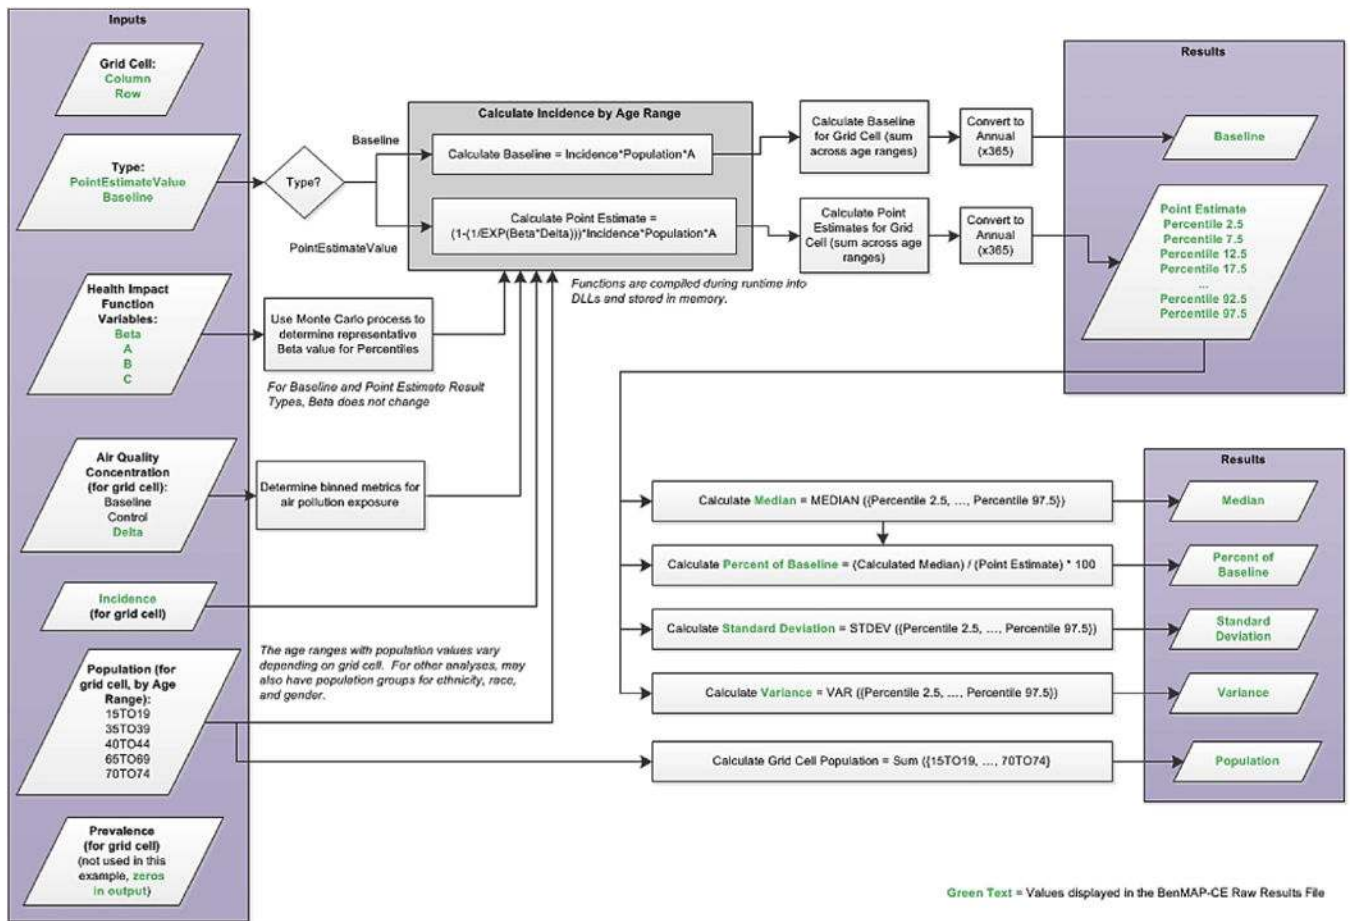 Inputs
Grid Cell:
Column
Row
Type:
PointEstimateValue
Baseline
Health Impact
Function
Variables:
Beta
A
B
C
Air Quality
Concentration
(for grid cell):
Baseline
Control
Delta
Incidence
(for grid cell)
Population (for
grid cell, by Age
Range):
15TO19
35TO39
40TO44
65TO69
70TO74
Prevalence
(for grid cell)
(not used in this
example, zeros
in output)
Type?
Baseline
PointEstimateValue
Use Monte Carlo process to
determine representative
Beta value for Percentiles
For Baseline and Point Estimate Result
Types, Beta does not change
Determine binned metrics for
air pollution exposure
The age ranges with population values vary
depending on grid cell.  For other analyses, may
also have population groups for ethnicity, race,
and gender.
Calculate Incidence by Age Range
Calculate Baseline = Incidence*Population*A
Calculate Point Estimate =
(1-(1/EXP(Beta*Delta)))*Incidence*Population*A
Functions are compiled during runtime into
DLLs and stored in memory.
Calculate Baseline
for Grid Cell (sum
across age ranges)
Convert to
Annual
(x365)
Calculate Point
Estimates for Grid
Cell (sum across age
ranges)
Convert to
Annual
(x365)
Results
Baseline
Point Estimate
Percentile 2.5
Percentile 7.5
Percentile 12.5
Percentile 17.5
...
Percentile 92.5
Percentile 97.5
Calculate Median = MEDIAN ({Percentile 2.5, ..., Percentile 97.5})
Calculate Percent of Baseline = (Calculated Median) / (Point Estimate) * 100
Calculate Standard Deviation = STDEV ({Percentile 2.5, ..., Percentile 97.5})
Calculate Variance = VAR ({Percentile 2.5, ..., Percentile 97.5})
Calculate Grid Cell Population = Sum ({15TO19, ..., 70TO74}
Results
Median
Percent of
Baseline
Standard
Deviation
Variance
Population
Green Text = Values displayed in the BenMAP-CE Raw Results File